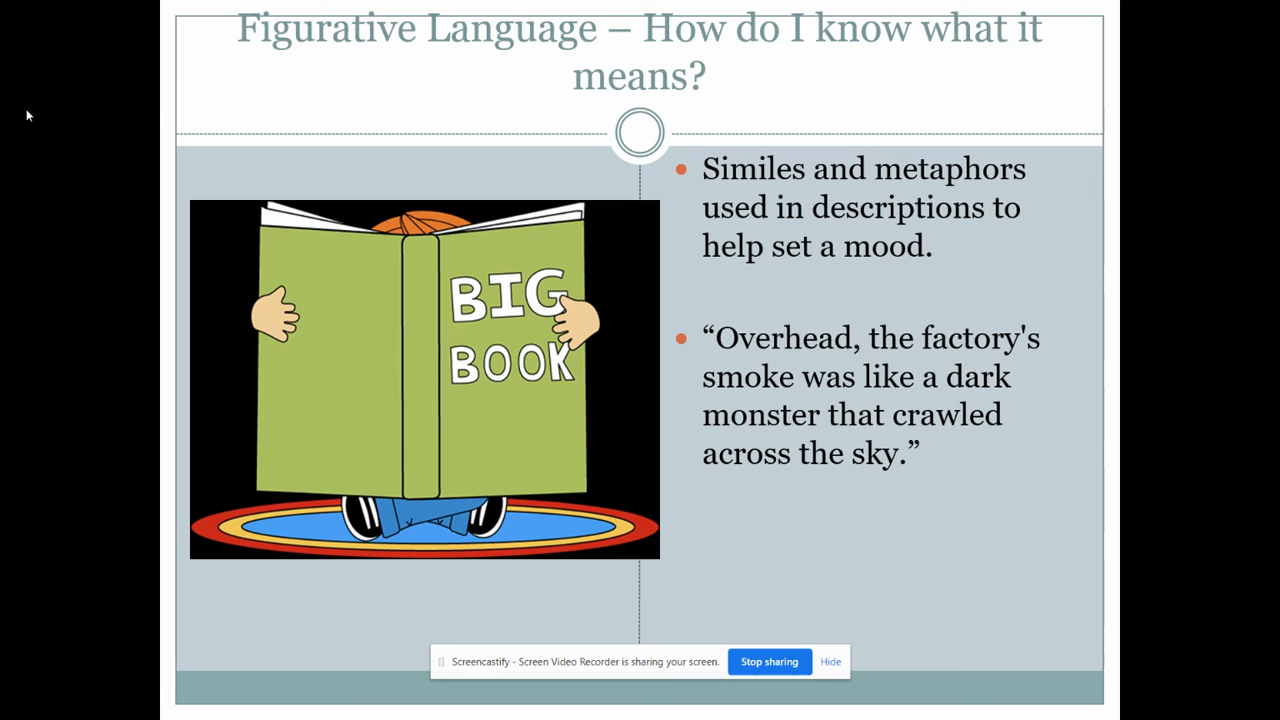 Figurative Language – How do I know what it
means?
BIG
BOOK
Similes and metaphors
used in descriptions to
help set a mood.
“Overhead, the factory's
smoke was like a dark
monster that crawled
across the sky.”
Screencastify - Screen Video Recorder is sharing your screen.
Stop sharing
Hide